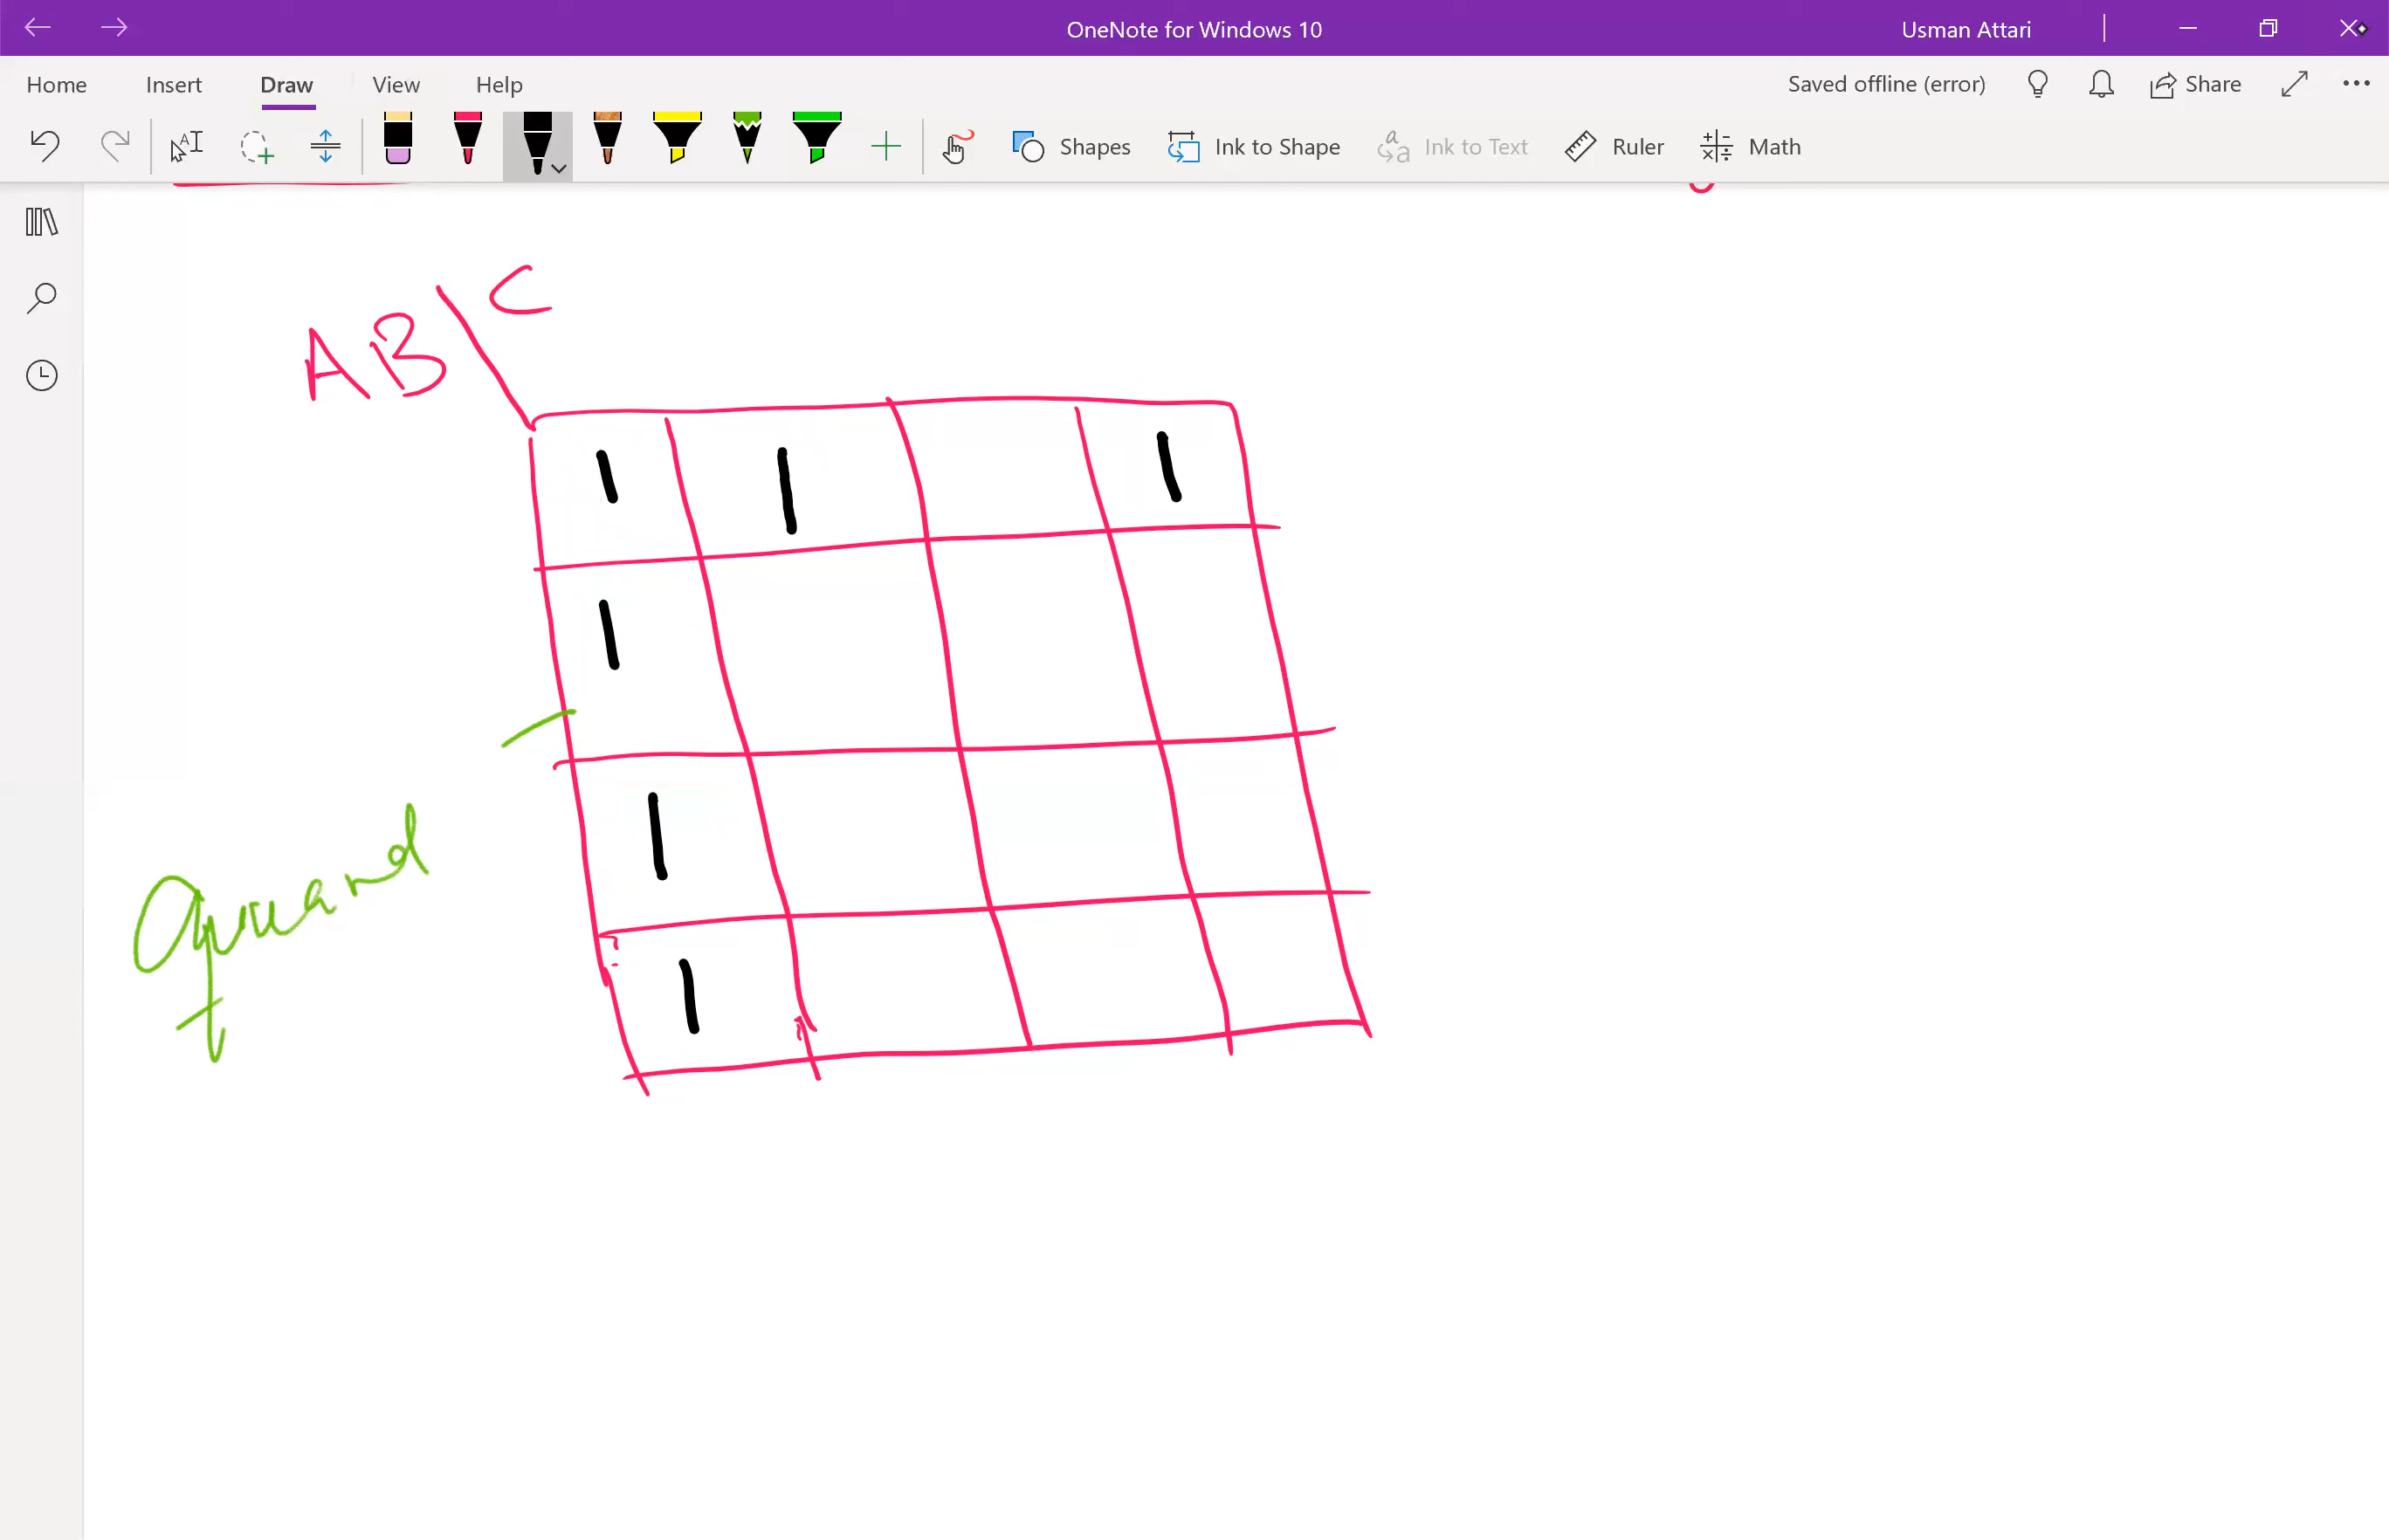 OneNote for Windows 10 Usman Attari
Home Insert Draw View Help Saved offline (error) Share
Shapes Ink to Shape Ink to Text Ruler Math
AB\C
1 1 1
1
1
1